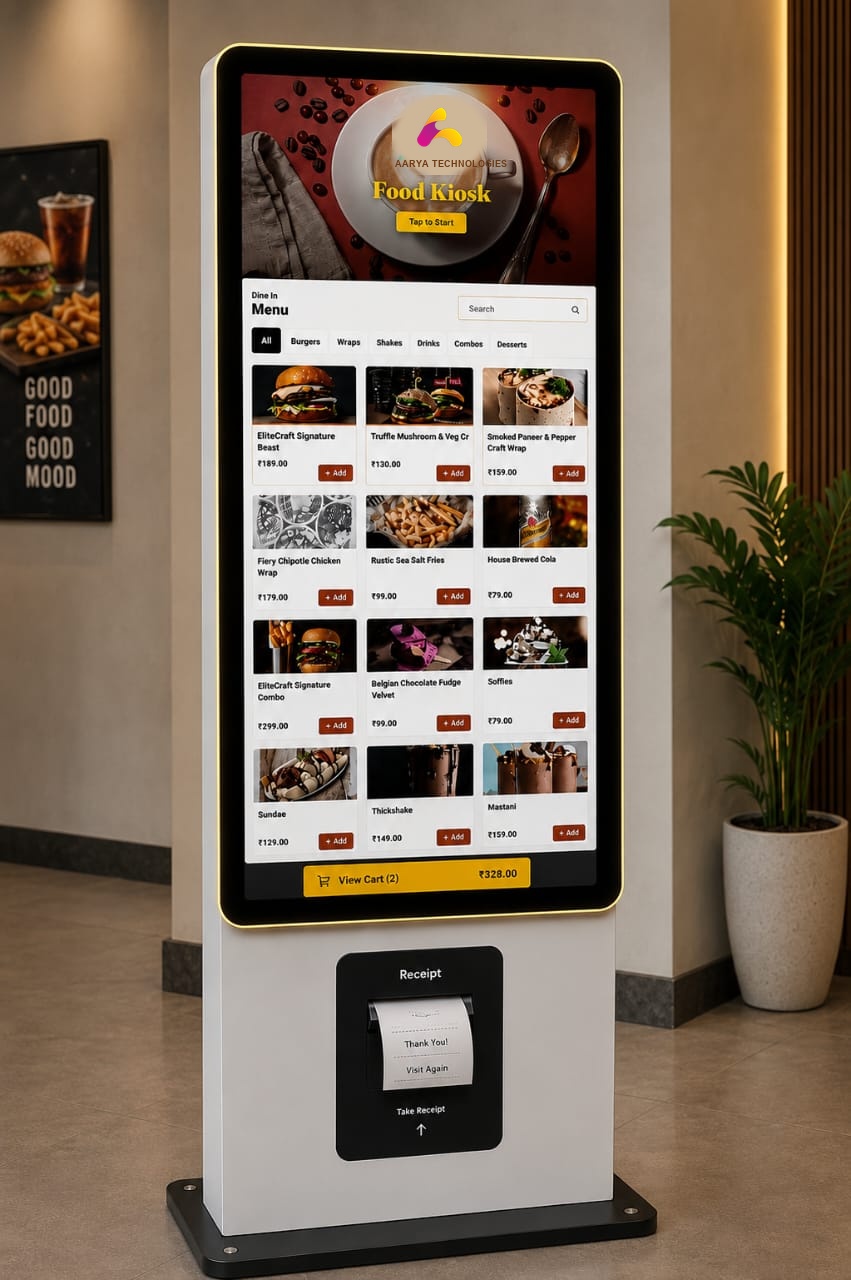 AARYA TECHNOLOGIES
Food Kiosk
Tap to Start
Dine In
Menu
Search
All
Burgers
Wraps
Shakes
Drinks
Combos
Desserts
EliteCraft Signature
Beast
₹189.00
+ Add
Truffle Mushroom & Veg Cr
₹130.00
+ Add
Smoked Paneer & Pepper
Craft Wrap
₹159.00
+ Add
Fiery Chipotle Chicken
Wrap
₹179.00
+ Add
Rustic Sea Salt Fries
₹99.00
+ Add
House Brewed Cola
₹79.00
+ Add
EliteCraft Signature
Combo
₹299.00
+ Add
Belgian Chocolate Fudge
Velvet
₹99.00
+ Add
Soffies
₹79.00
+ Add
Sundae
₹129.00
+ Add
Thickshake
₹149.00
+ Add
Mastani
₹159.00
+ Add
View Cart (2)
₹328.00
Receipt
Thank You!
Visit Again
Take Receipt
GOOD
FOOD
GOOD
MOOD